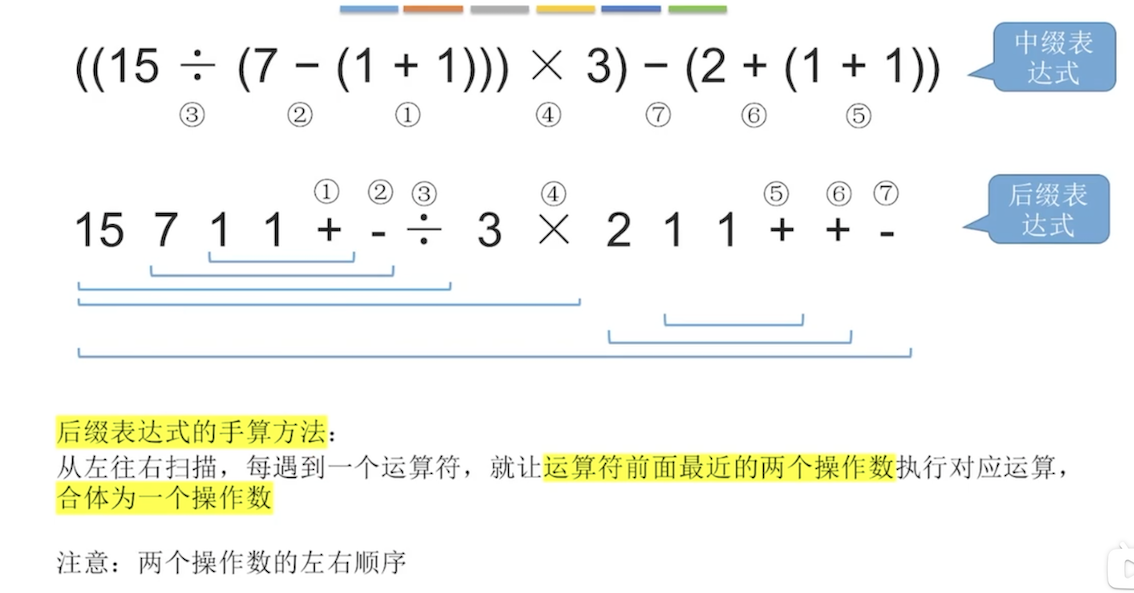 ((15 ÷ (7 − (1 + 1))) × 3) − (2 + (1 + 1))
中缀表
达式
③ ② ① ④ ⑦ ⑥ ⑤
① ② ③ ④ ⑤ ⑥ ⑦
15 7 1 1 + - ÷ 3 × 2 1 1 + + -
后缀表
达式
后缀表达式的手算方法：
从左往右扫描，每遇到一个运算符，就让运算符前面最近的两个操作数执行对应运算，
合体为一个操作数
注意：两个操作数的左右顺序